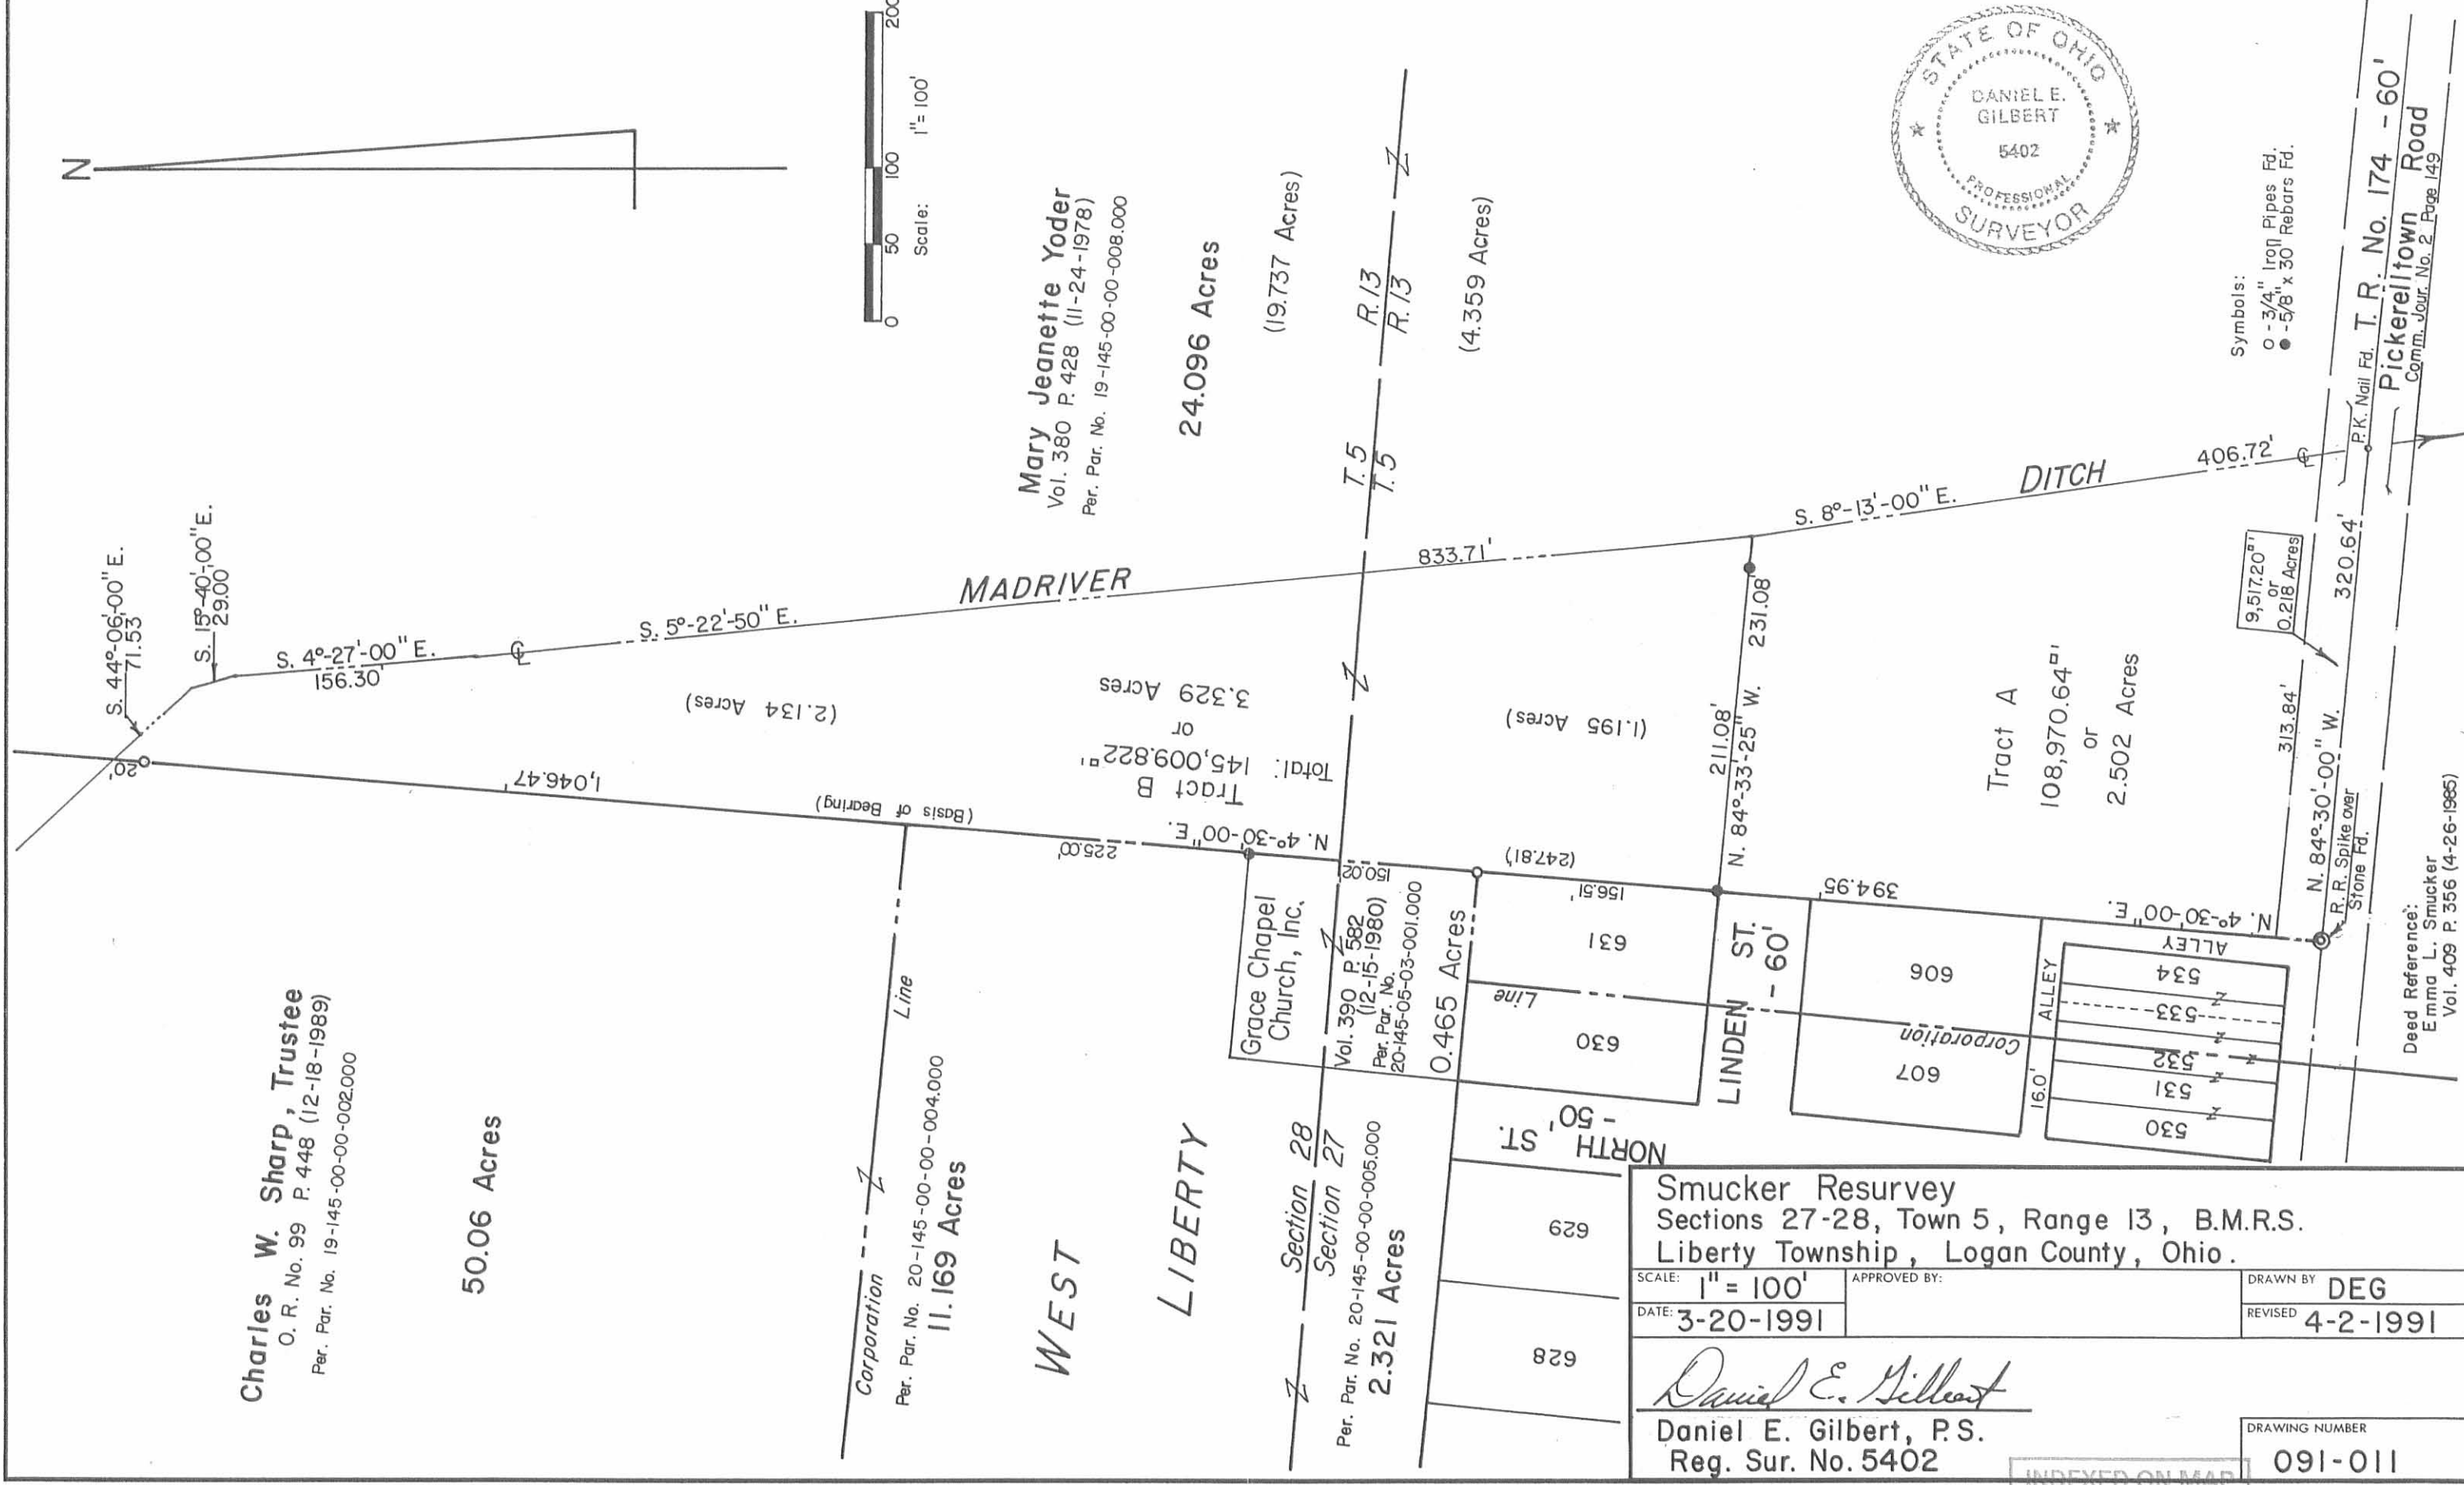 N
0 50 100 200
Scale: 1"= 100'
STATE OF OHIO
DANIEL E.
GILBERT
5402
PROFESSIONAL
SURVEYOR
Symbols:
o - 3/4" Iron Pipes Fd.
● - 5/8" x 30" Rebars Fd.
Mary Jeanette Yoder
Vol. 380 P. 428 (11-24-1978)
Per. Par. No. 19-145-00-00-008.000
24.096 Acres
(19.737 Acres)
T.5 R.13
T.5 R.13
(4.359 Acres)
S. 44°-06'-00" E.
71.53'
S. 15°-40'-00" E.
29.00'
S. 4°-27'-00" E.
156.30'
℄
S. 5°-22'-50" E.
MADRIVER
833.71'
S. 8°-13'-00" E.
DITCH
406.72'
℄
P.K. Nail Fd.
T. R. No. 174 - 60'
Pickerelltown Road
Comm. Jour. No. 2 Page 149
20'
1,046.47'
(Basis of Bearing)
225.00'
N. 4°-30'-00" E.
(2.134 Acres)
Tract B
Total: 145,009.822□'
or
3.329 Acres
(1.195 Acres)
150.02'
(247.81')
156.51'
211.08'
N. 84°-33'-25" W. 231.08'
Tract A
108,970.64□'
or
2.502 Acres
9,517.20□'
or
0.218 Acres
394.95'
N. 4°-30'-00" E.
313.84'
N. 84°-30'-00" W. 320.64'
R. R. Spike over
Stone Fd.
Charles W. Sharp, Trustee
O. R. No. 99 P. 448 (12-18-1989)
Per. Par. No. 19-145-00-00-002.000
50.06 Acres
Corporation Line
Per. Par. No. 20-145-00-00-004.000
11.169 Acres
WEST LIBERTY
Grace Chapel
Church, Inc.
Vol. 390 P. 582
(12-15-1980)
Per. Par. No.
20-145-05-03-001.000
0.465 Acres
Section 28
Section 27
Per. Par. No. 20-145-00-00-005.000
2.321 Acres
628
629
NORTH ST.
- 50'
630
631
Corporation Line
LINDEN ST.
- 60'
607
606
16.0' ALLEY
530
531
532
533
534
ALLEY
Deed Reference:
Emma L. Smucker
Vol. 409 P. 356 (4-26-1985)
Smucker Resurvey
Sections 27-28, Town 5, Range 13, B.M.R.S.
Liberty Township, Logan County, Ohio.
SCALE: 1" = 100'
APPROVED BY:
DRAWN BY DEG
DATE: 3-20-1991
REVISED 4-2-1991
Daniel E. Gilbert
Daniel E. Gilbert, P.S.
Reg. Sur. No. 5402
DRAWING NUMBER
091-011
INDEXED ON MAP